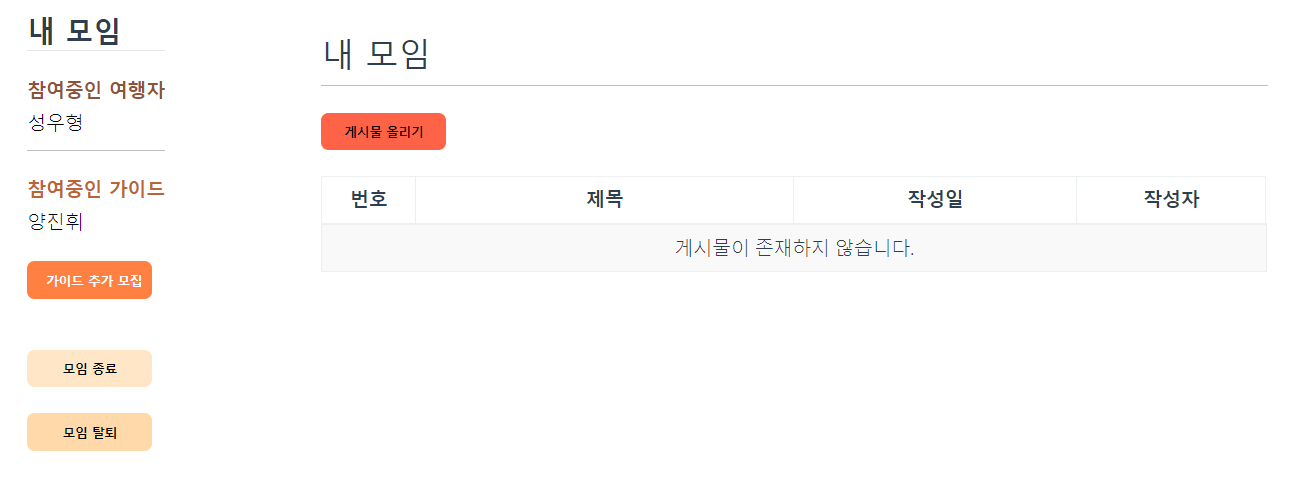 내 모임
참여중인 여행자
성우형
참여중인 가이드
양진휘
가이드 추가 모집
모임 종료
모임 탈퇴
내 모임
게시물 올리기
번호 제목 작성일 작성자
게시물이 존재하지 않습니다.